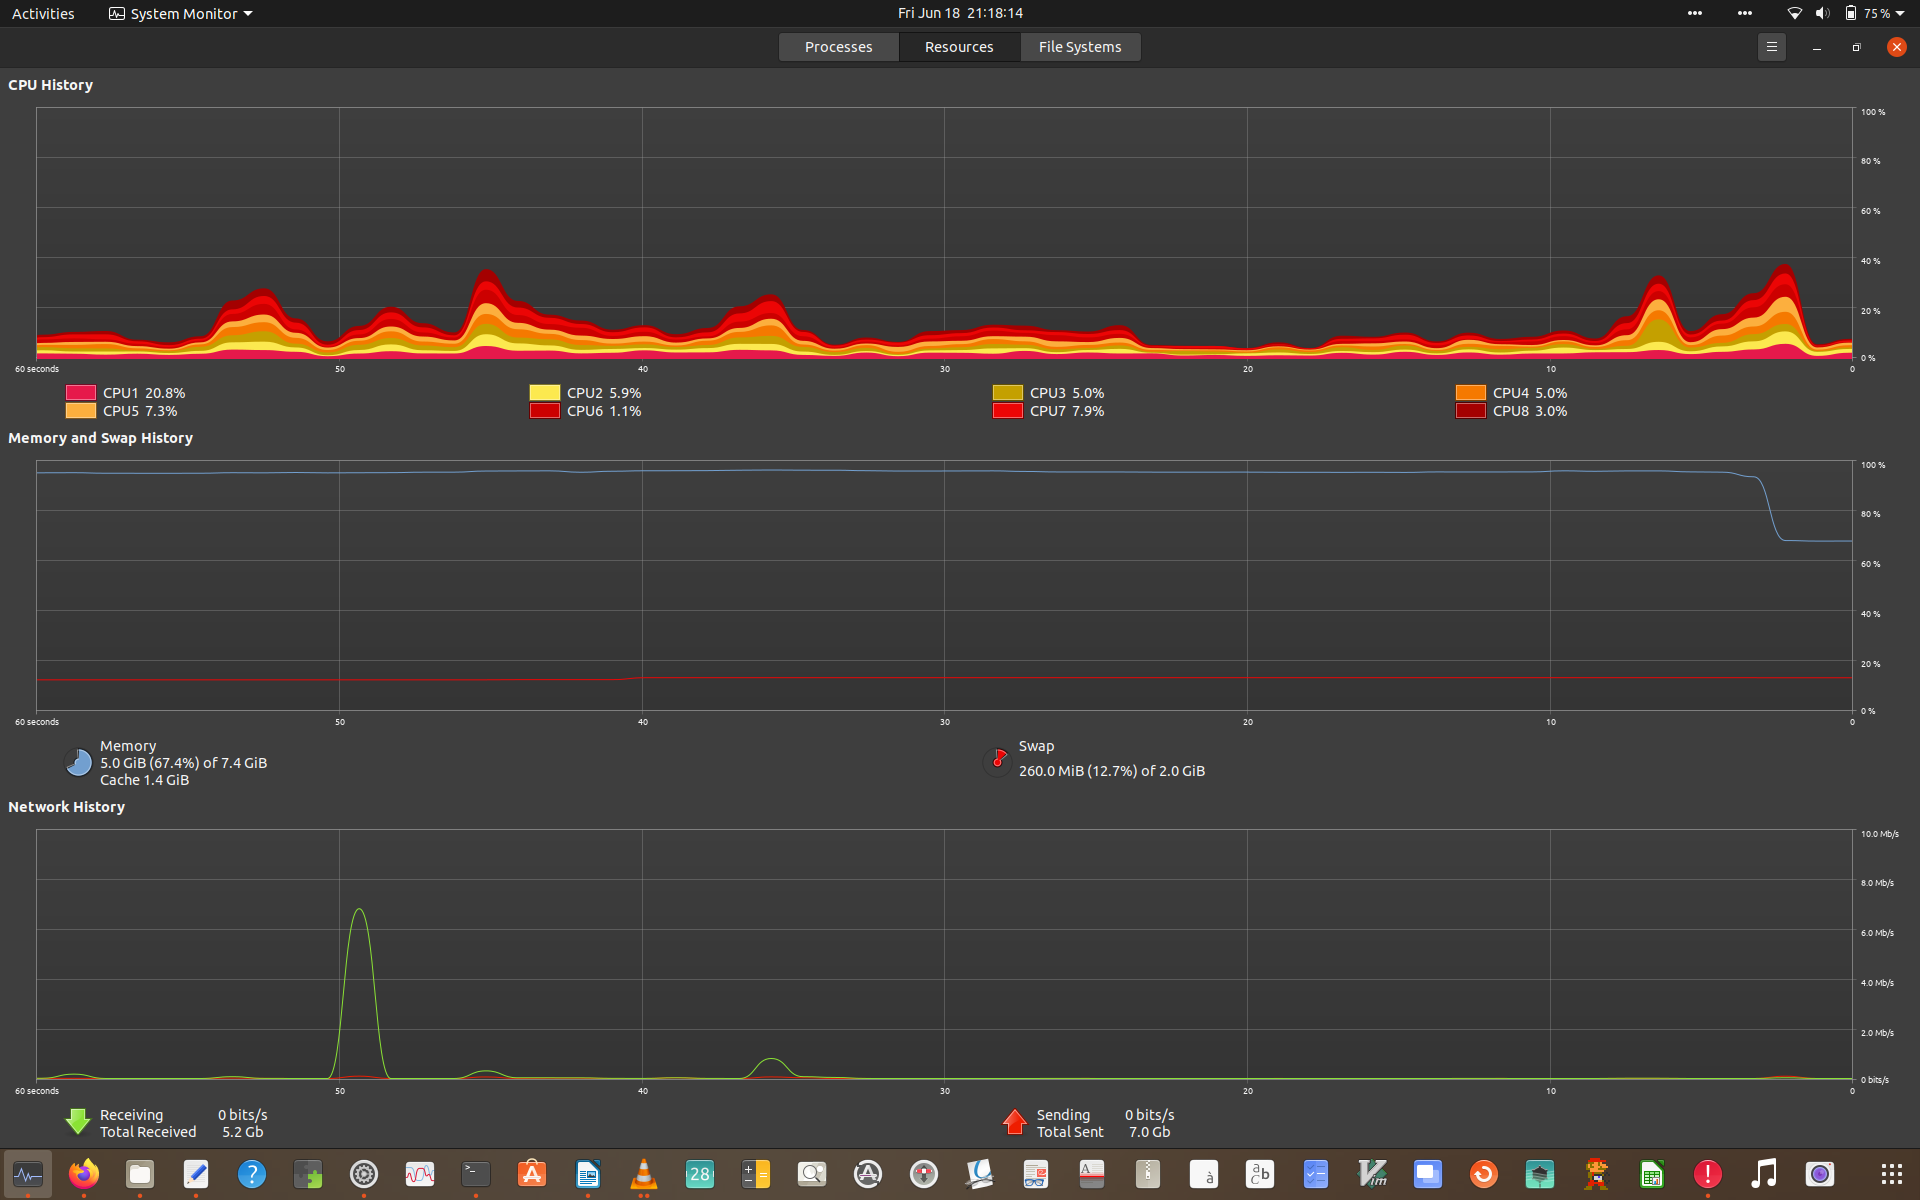 Activities System Monitor Fri Jun 18 21:18:14 75 %
Processes Resources File Systems
CPU History
100 %
80 %
60 %
40 %
20 %
0 %
60 seconds 50 40 30 20 10 0
CPU1 20.8% CPU2 5.9% CPU3 5.0% CPU4 5.0%
CPU5 7.3% CPU6 1.1% CPU7 7.9% CPU8 3.0%
Memory and Swap History
100 %
80 %
60 %
40 %
20 %
0 %
60 seconds 50 40 30 20 10 0
Memory
5.0 GiB (67.4%) of 7.4 GiB
Cache 1.4 GiB
Swap
260.0 MiB (12.7%) of 2.0 GiB
Network History
10.0 Mb/s
8.0 Mb/s
6.0 Mb/s
4.0 Mb/s
2.0 Mb/s
0 bits/s
60 seconds 50 40 30 20 10 0
Receiving 0 bits/s
Total Received 5.2 Gb
Sending 0 bits/s
Total Sent 7.0 Gb
? >_ A 28 A A à a b c Vim !